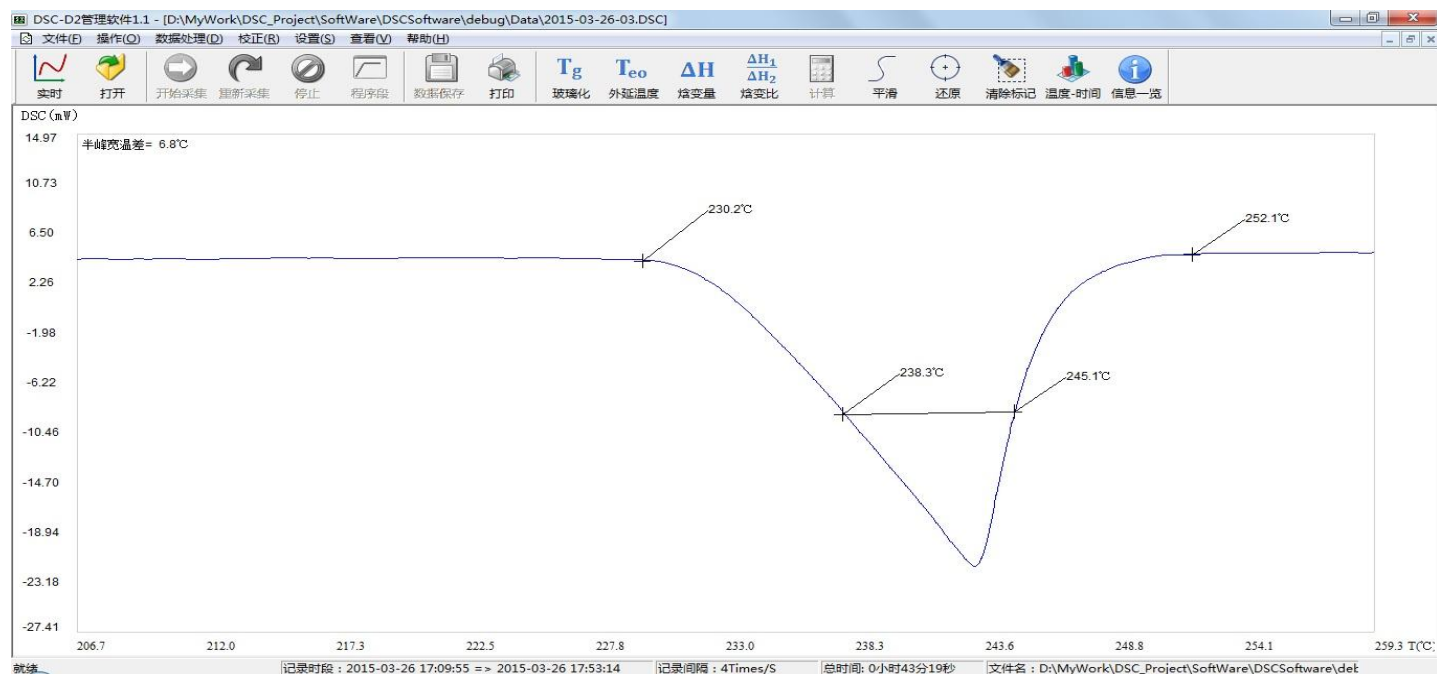 DSC-D2管理软件1.1 - [D:\MyWork\DSC_Project\SoftWare\DSCSoftware\debug\Data\2015-03-26-03.DSC]
文件(F) 操作(O) 数据处理(D) 校正(R) 设置(S) 查看(V) 帮助(H)
Tg Teo ΔH ΔH1
ΔH2
实时 打开 开始采集 重新采集 停止 程序段 数据保存 打印 玻璃化 外延温度 焓变量 焓变比 计算 平滑 还原 清除标记 温度-时间 信息一览
DSC(mW)
14.97
半峰宽温差= 6.8℃
10.73
230.2℃
252.1℃
6.50
2.26
-1.98
238.3℃
245.1℃
-6.22
-10.46
-14.70
-18.94
-23.18
-27.41
206.7 212.0 217.3 222.5 227.8 233.0 238.3 243.6 248.8 254.1 259.3 T(℃)
就绪 记录时段：2015-03-26 17:09:55 => 2015-03-26 17:53:14 记录间隔：4Times/S 总时间: 0小时43分19秒 文件名：D:\MyWork\DSC_Project\SoftWare\DSCSoftware\det